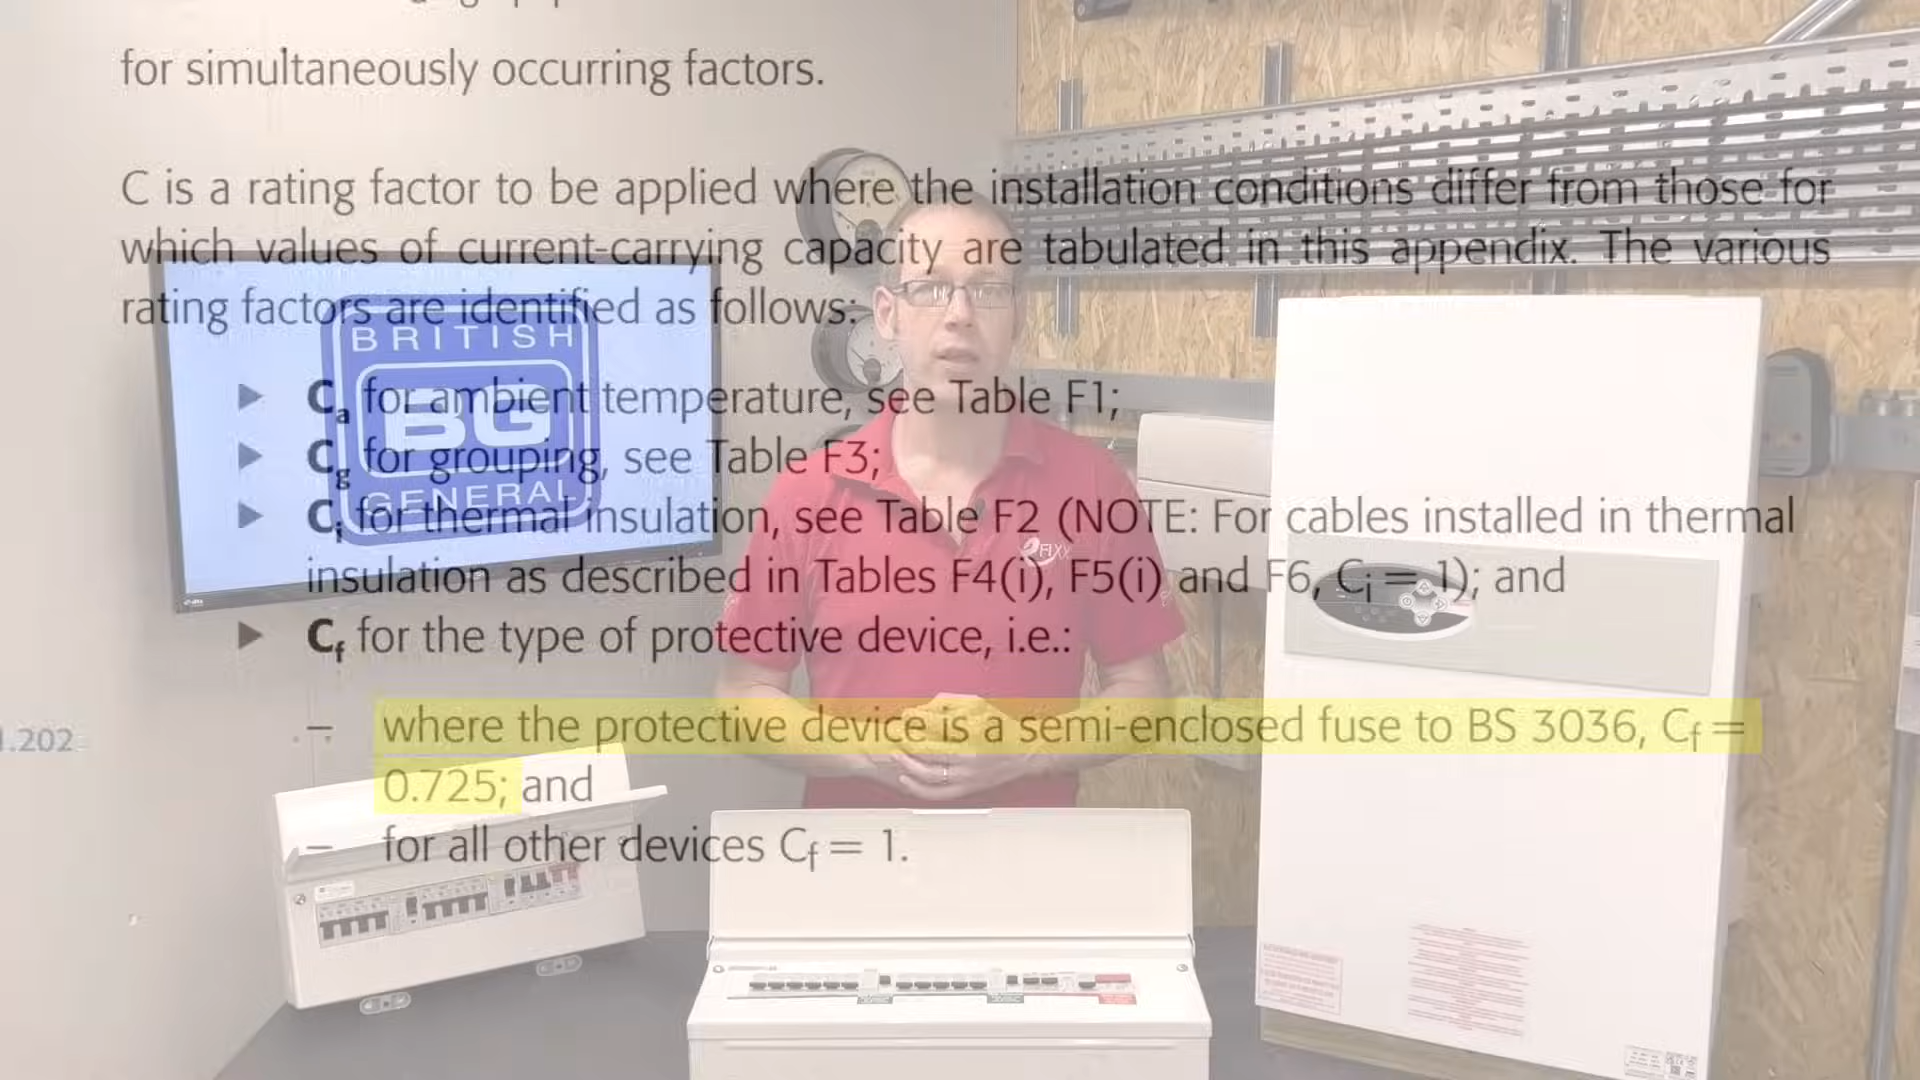 for simultaneously occurring factors.
C is a rating factor to be applied where the installation conditions differ from those for
which values of current-carrying capacity are tabulated in this appendix. The various
rating factors are identified as follows:
► Ca for ambient temperature, see Table F1;
► Cg for grouping, see Table F3;
► Ci for thermal insulation, see Table F2 (NOTE: For cables installed in thermal
insulation as described in Tables F4(i), F5(i) and F6, Ci = 1); and
► Cf for the type of protective device, i.e.:
– where the protective device is a semi-enclosed fuse to BS 3036, Cf =
0.725; and
– for all other devices Cf = 1.
.202
BRITISH
BG
GENERAL
eFIXX